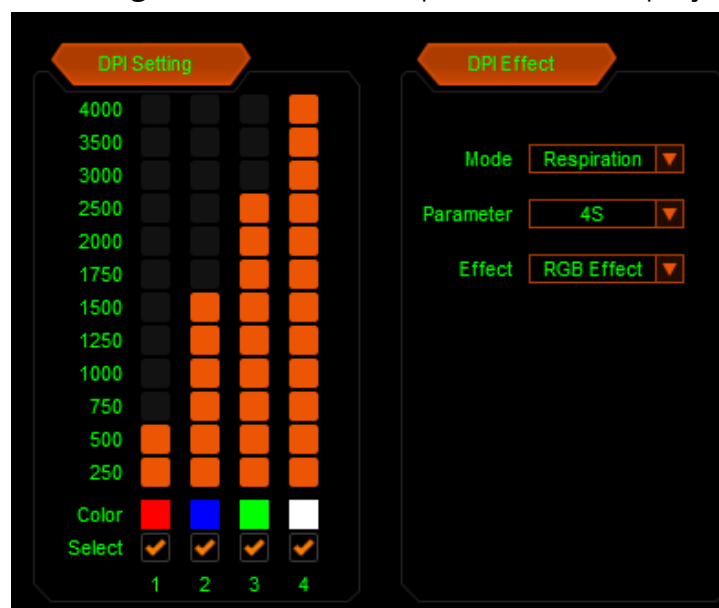 DPI Setting
4000
3500
3000
2500
2000
1750
1500
1250
1000
750
500
250
Color
Select
1 2 3 4
DPI Effect
Mode Respiration
Parameter 4S
Effect RGB Effect